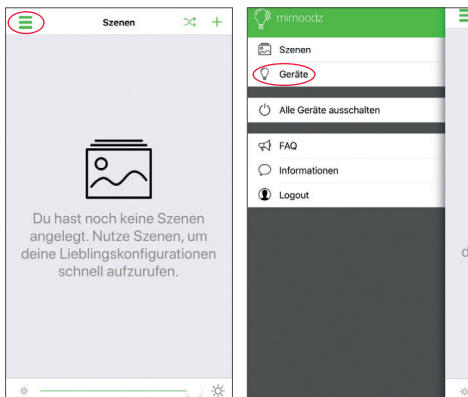 Szenen
Du hast noch keine Szenen
angelegt. Nutze Szenen, um
deine Lieblingskonfigurationen
schnell aufzurufen.
mimoodz
Szenen
Geräte
Alle Geräte ausschalten
FAQ
Informationen
Logout
d